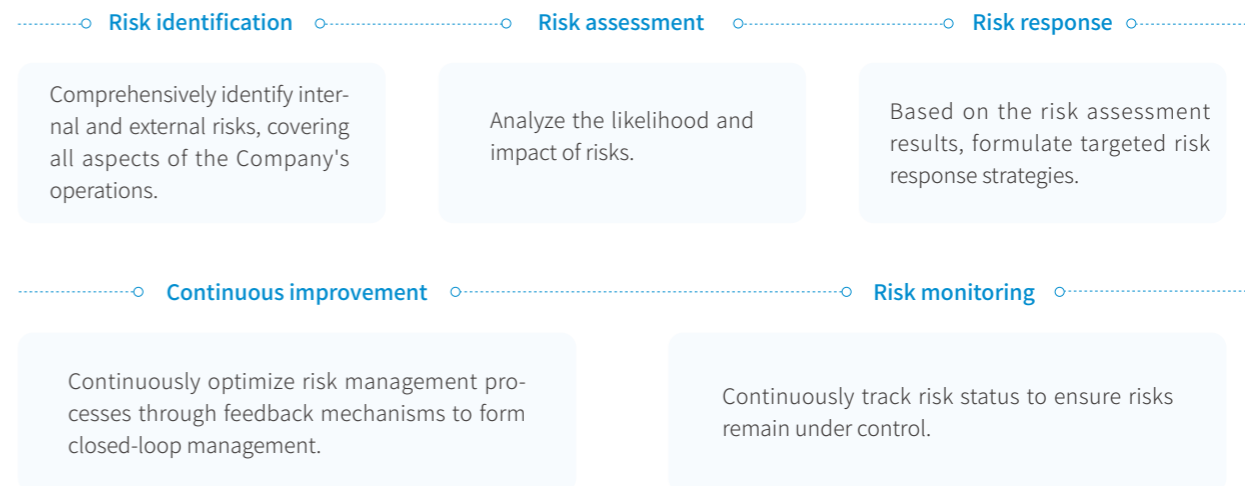 Risk identification
Comprehensively identify inter-
nal and external risks, covering
all aspects of the Company's
operations.
Risk assessment
Analyze the likelihood and
impact of risks.
Risk response
Based on the risk assessment
results, formulate targeted risk
response strategies.
Continuous improvement
Continuously optimize risk management pro-
cesses through feedback mechanisms to form
closed-loop management.
Risk monitoring
Continuously track risk status to ensure risks
remain under control.